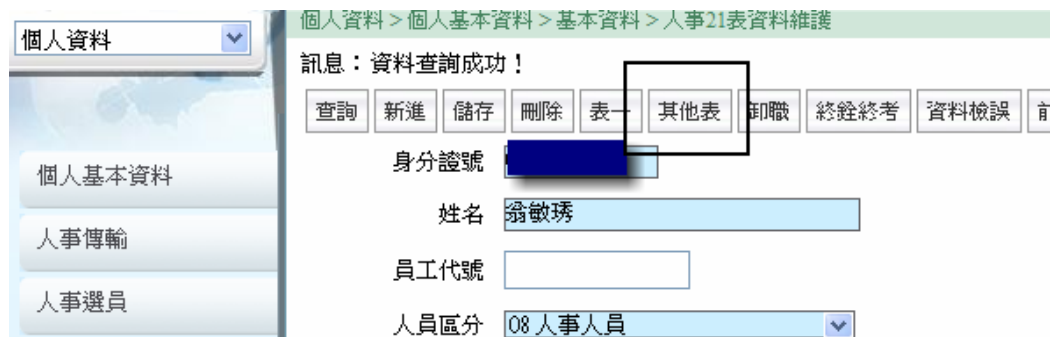 個人資料
個人資料 > 個人基本資料 > 基本資料 > 人事21表資料維護
訊息：資料查詢成功！
查詢 新進 儲存 刪除 表一 其他表 卸職 終銓終考 資料檢誤 前
身分證號
個人基本資料
姓名 翁敏琇
人事傳輸
員工代號
人事選員
人員區分 08 人事人員